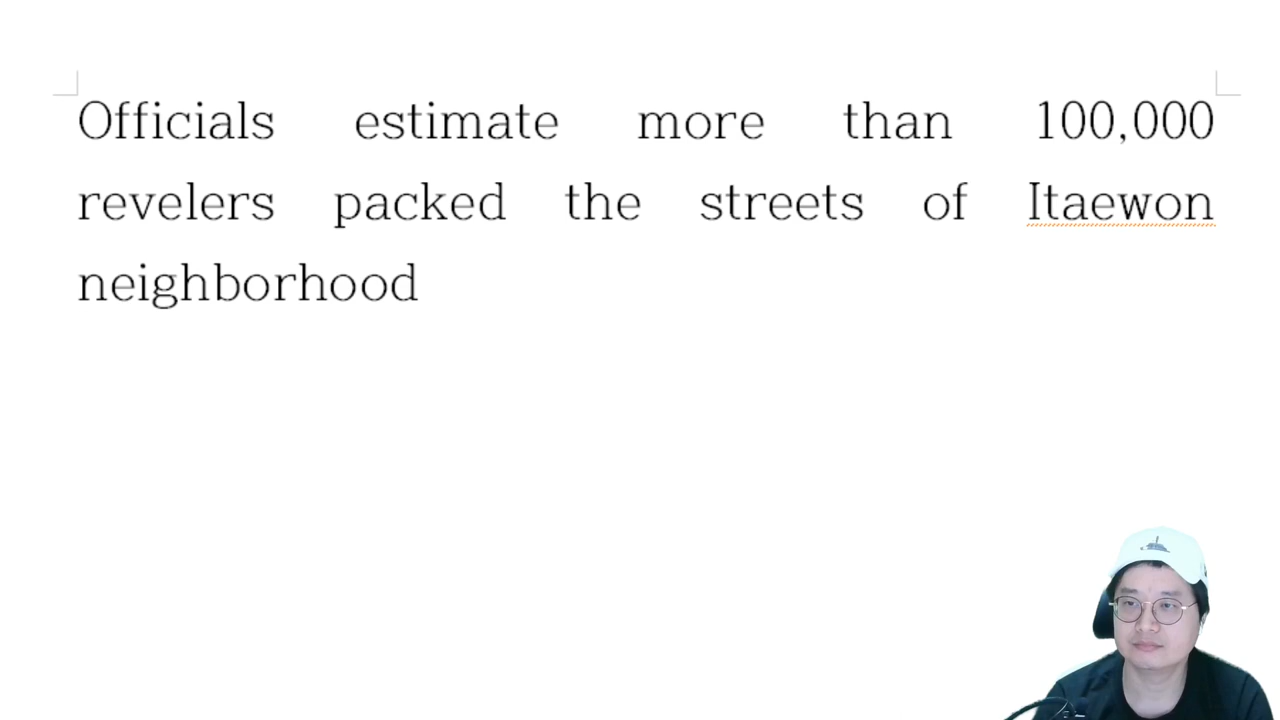 Officials estimate more than 100,000
revelers packed the streets of Itaewon
neighborhood